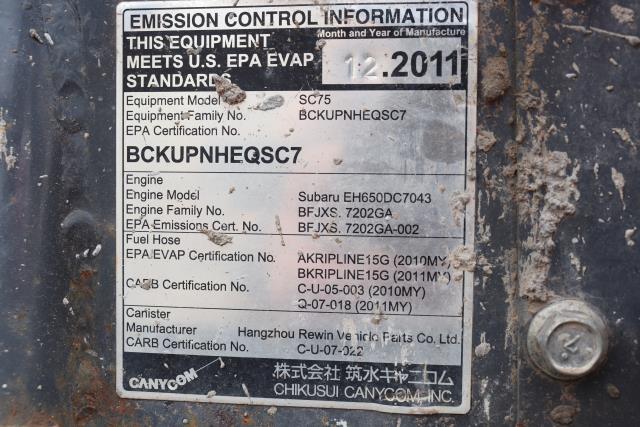 EMISSION CONTROL INFORMATION
THIS EQUIPMENT
MEETS U.S. EPA EVAP
STANDARDS
Month and Year of Manufacture
12.2011
Equipment Model SC75
Equipment Family No. BCKUPNHEQSC7
EPA Certification No.
BCKUPNHEQSC7
Engine
Engine Model Subaru EH650DC7043
Engine Family No. BFJXS. 7202GA
EPA Emissions Cert. No. BFJXS. 7202GA-002
Fuel Hose
EPA/EVAP Certification No. AKRIPLINE15G (2010MY)
BKRIPLINE15G (2011MY)
CARB Certification No. C-U-05-003 (2010MY)
Q-07-018 (2011MY)
Canister
Manufacturer Hangzhou Rewin Vehicle Parts Co. Ltd.
CARB Certification No. C-U-07-022
CANYCOM
株式会社 筑水キャニコム
CHIKUSUI CANYCOM, INC.